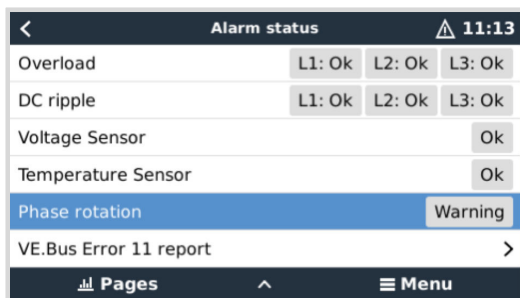 Alarm status 11:13
Overload L1: Ok L2: Ok L3: Ok
DC ripple L1: Ok L2: Ok L3: Ok
Voltage Sensor Ok
Temperature Sensor Ok
Phase rotation Warning
VE.Bus Error 11 report
Pages Menu